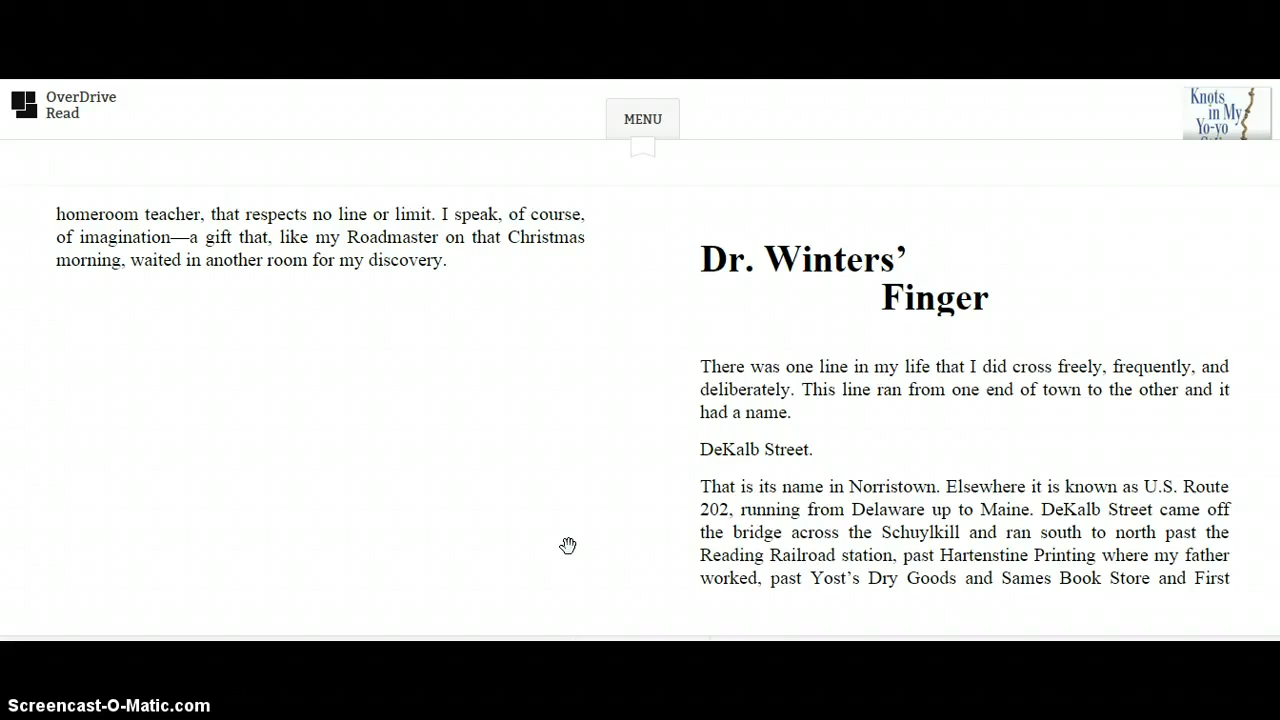 OverDrive
Read
MENU
Knots
in My
Yo-yo
homeroom teacher, that respects no line or limit. I speak, of course,
of imagination—a gift that, like my Roadmaster on that Christmas
morning, waited in another room for my discovery.
Dr. Winters’
Finger
There was one line in my life that I did cross freely, frequently, and
deliberately. This line ran from one end of town to the other and it
had a name.
DeKalb Street.
That is its name in Norristown. Elsewhere it is known as U.S. Route
202, running from Delaware up to Maine. DeKalb Street came off
the bridge across the Schuylkill and ran south to north past the
Reading Railroad station, past Hartenstine Printing where my father
worked, past Yost’s Dry Goods and Sames Book Store and First
Screencast-O-Matic.com